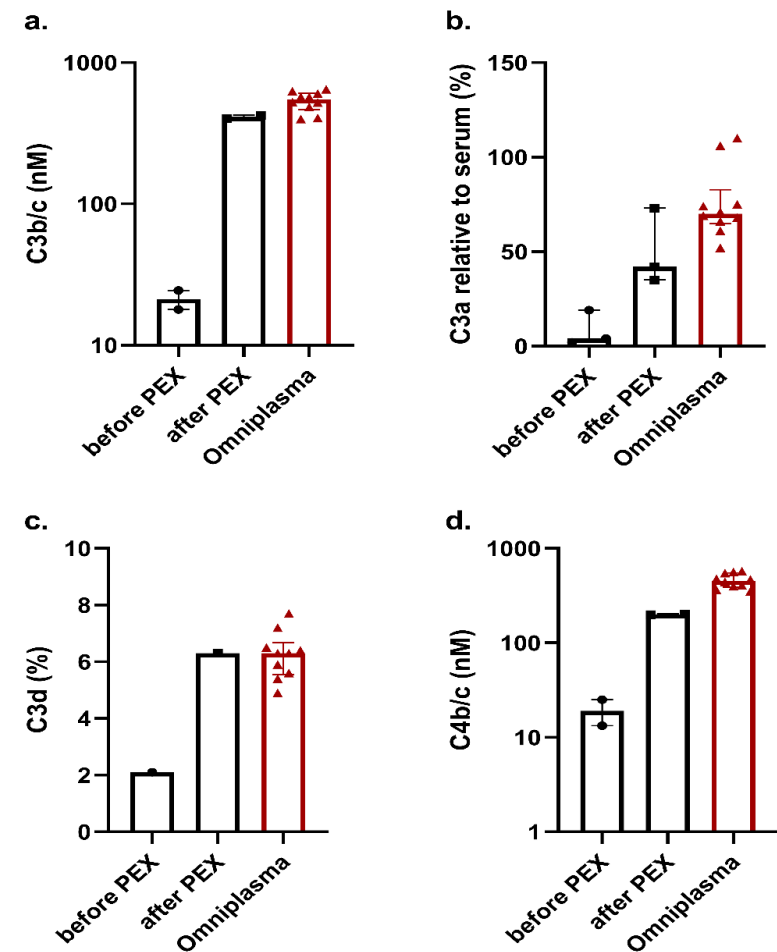 a.
C3b/c (nM)
1000
100
10
before PEX
after PEX
Omniplasma
b.
C3a relative to serum (%)
150
100
50
0
before PEX
after PEX
Omniplasma
c.
C3d (%)
10
8
6
4
2
0
before PEX
after PEX
Omniplasma
d.
C4b/c (nM)
1000
100
10
1
before PEX
after PEX
Omniplasma